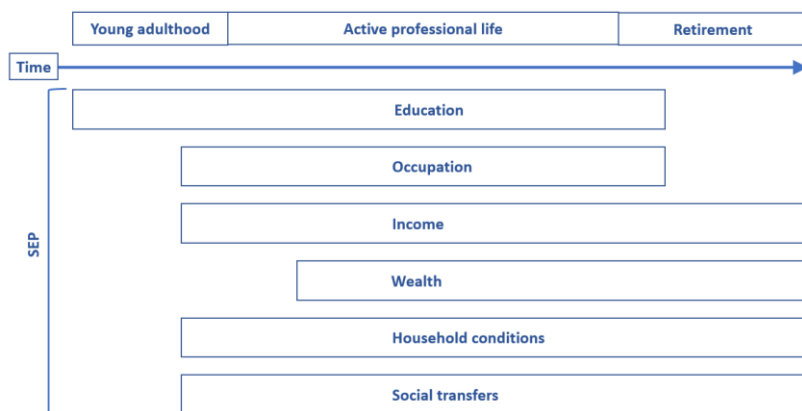 Young adulthood
Active professional life
Retirement
Time
Education
Occupation
Income
SEP
Wealth
Household conditions
Social transfers